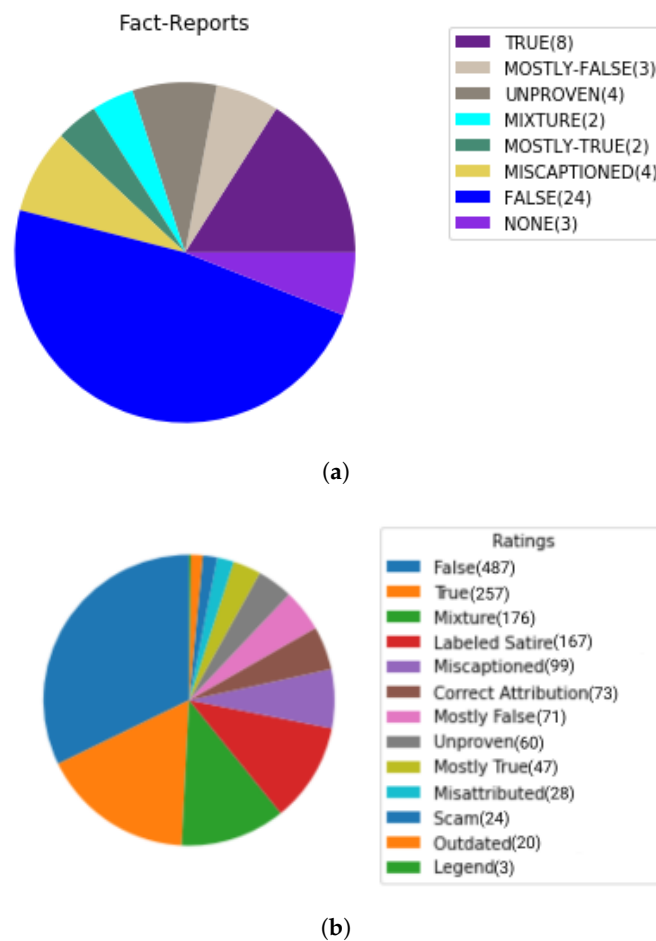 Fact-Reports
TRUE(8)
MOSTLY-FALSE(3)
UNPROVEN(4)
MIXTURE(2)
MOSTLY-TRUE(2)
MISCAPTIONED(4)
FALSE(24)
NONE(3)
(a)
Ratings
False(487)
True(257)
Mixture(176)
Labeled Satire(167)
Miscaptioned(99)
Correct Attribution(73)
Mostly False(71)
Unproven(60)
Mostly True(47)
Misattributed(28)
Scam(24)
Outdated(20)
Legend(3)
(b)